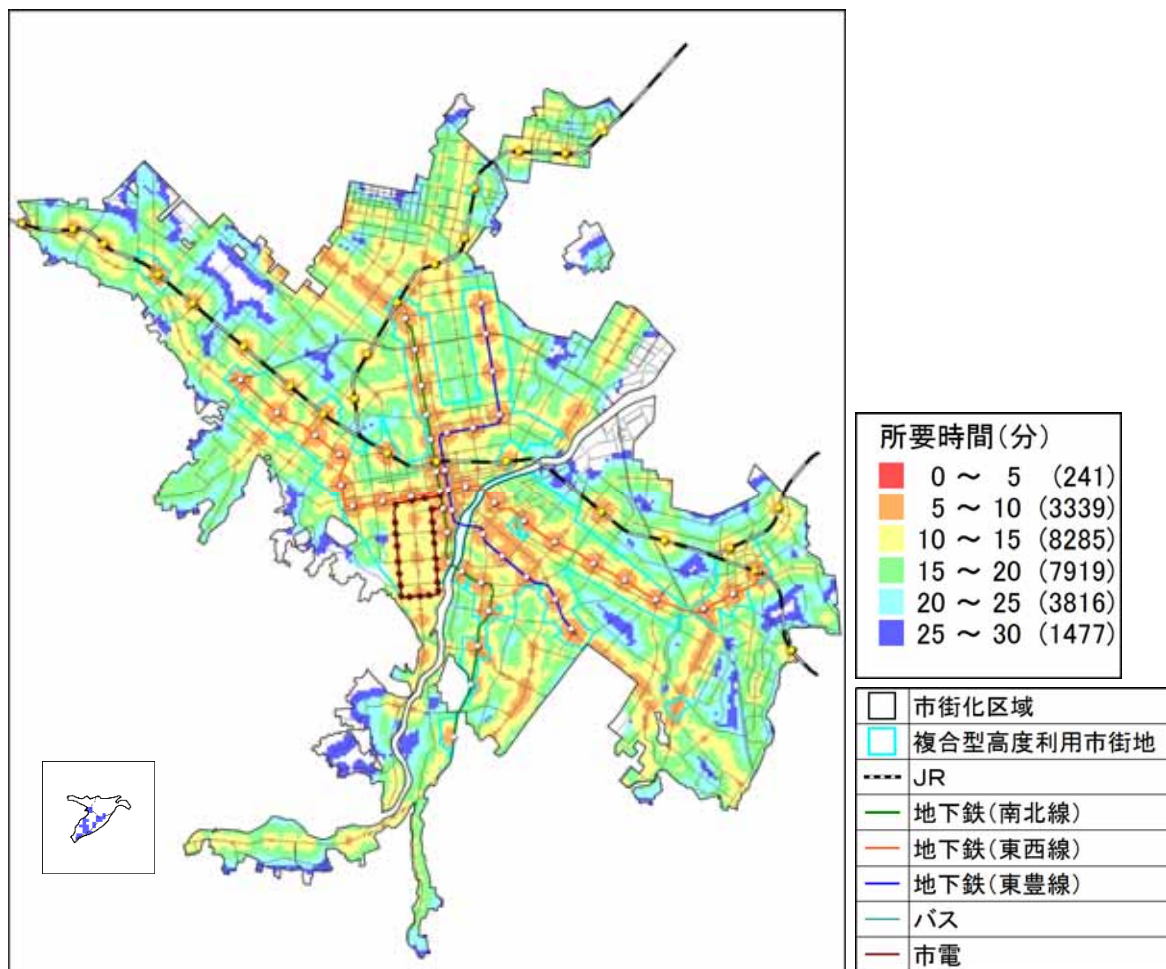 所要時間(分)
0 ～ 5 (241)
5 ～ 10 (3339)
10 ～ 15 (8285)
15 ～ 20 (7919)
20 ～ 25 (3816)
25 ～ 30 (1477)
市街化区域
複合型高度利用市街地
JR
地下鉄(南北線)
地下鉄(東西線)
地下鉄(東豊線)
バス
市電